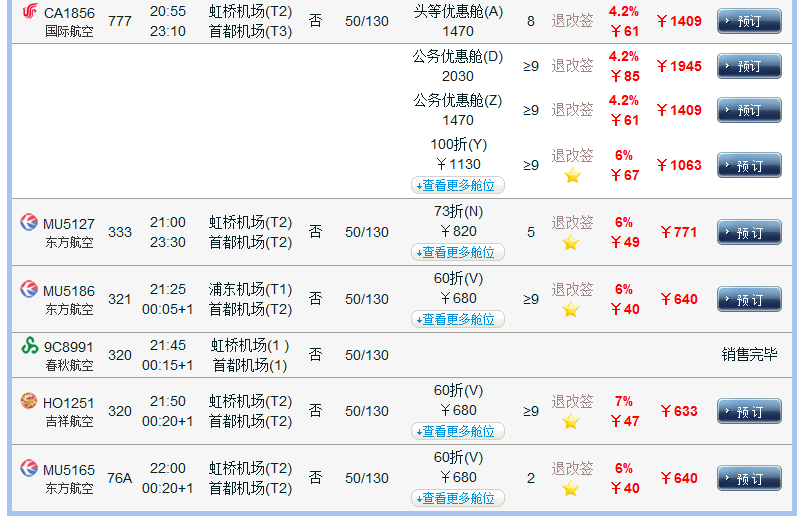 CA1856 777 20:55 虹桥机场(T2) 否 50/130 头等优惠舱(A) 8 退改签 4.2% ￥1409 › 预订
国际航空 23:10 首都机场(T3) 1470 ￥61
公务优惠舱(D) ≥9 退改签 4.2% ￥1945 › 预订
2030 ￥85
公务优惠舱(Z) ≥9 退改签 4.2% ￥1409 › 预订
1470 ￥61
100折(Y) ≥9 退改签 6% ￥1063 › 预订
￥1130 ￥67
↓查看更多舱位
MU5127 333 21:00 虹桥机场(T2) 否 50/130 73折(N) 5 退改签 6% ￥771 › 预订
东方航空 23:30 首都机场(T2) ￥820 ￥49
↓查看更多舱位
MU5186 321 21:25 浦东机场(T1) 否 50/130 60折(V) ≥9 退改签 6% ￥640 › 预订
东方航空 00:05+1 首都机场(T2) ￥680 ￥40
↓查看更多舱位
9C8991 320 21:45 虹桥机场(1 ) 否 50/130 销售完毕
春秋航空 00:15+1 首都机场(1)
HO1251 320 21:50 虹桥机场(T2) 否 50/130 60折(V) ≥9 退改签 7% ￥633 › 预订
吉祥航空 00:20+1 首都机场(T2) ￥680 ￥47
↓查看更多舱位
MU5165 76A 22:00 虹桥机场(T2) 否 50/130 60折(V) 2 退改签 6% ￥640 › 预订
东方航空 00:20+1 首都机场(T2) ￥680 ￥40
↓查看更多舱位